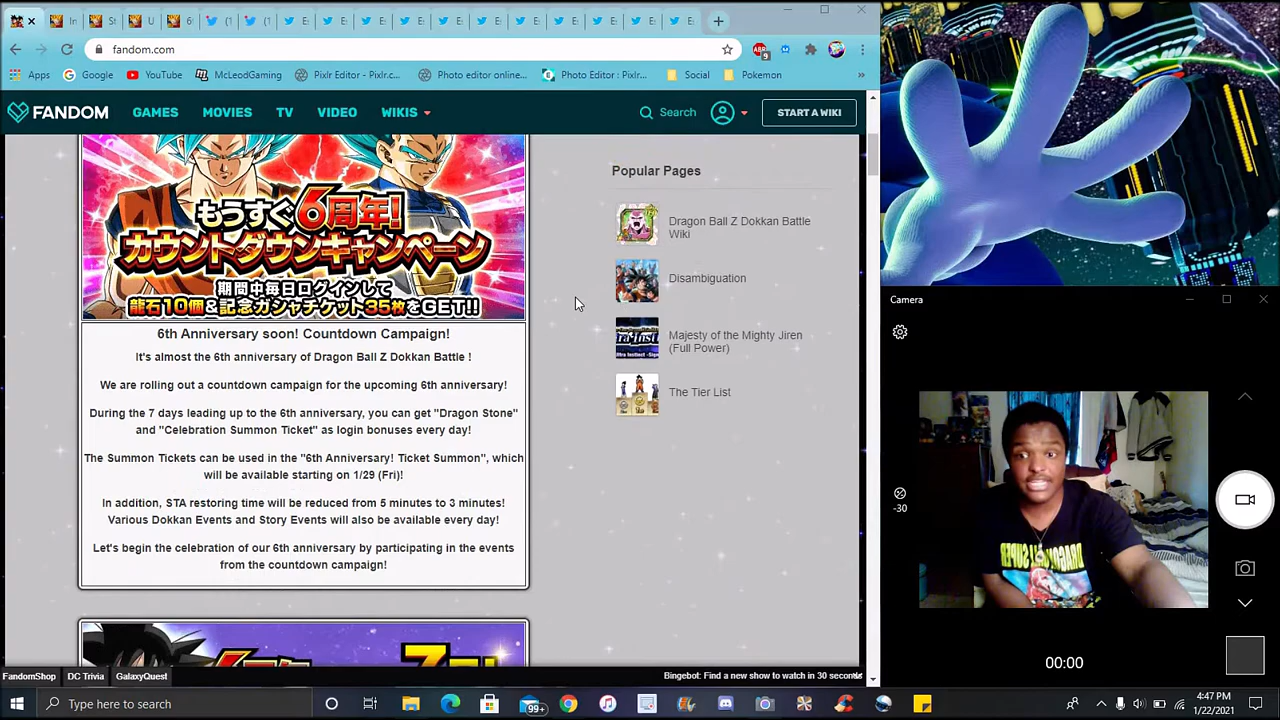 fandom.com
Apps
Google
YouTube
McLeodGaming
Pixlr Editor - Pixlr.c...
Photo editor online...
Photo Editor : Pixlr...
Social
Pokemon
FANDOM
GAMES
MOVIES
TV
VIDEO
WIKIS
Search
START A WIKI
もうすぐ6周年!
カウントダウンキャンペーン
期間中毎日ログインして
龍石10個&記念ガシャチケット35枚をGET!!
6th Anniversary soon! Countdown Campaign!
It's almost the 6th anniversary of Dragon Ball Z Dokkan Battle !
We are rolling out a countdown campaign for the upcoming 6th anniversary!
During the 7 days leading up to the 6th anniversary, you can get "Dragon Stone"
and "Celebration Summon Ticket" as login bonuses every day!
The Summon Tickets can be used in the "6th Anniversary! Ticket Summon", which
will be available starting on 1/29 (Fri)!
In addition, STA restoring time will be reduced from 5 minutes to 3 minutes!
Various Dokkan Events and Story Events will also be available every day!
Let's begin the celebration of our 6th anniversary by participating in the events
from the countdown campaign!
Popular Pages
Dragon Ball Z Dokkan Battle
Wiki
Disambiguation
Majesty of the Mighty Jiren
(Full Power)
The Tier List
FandomShop
DC Trivia
GalaxyQuest
Bingebot: Find a new show to watch in 30 seconds
Camera
-30
00:00
Type here to search
99+
4:47 PM
1/22/2021